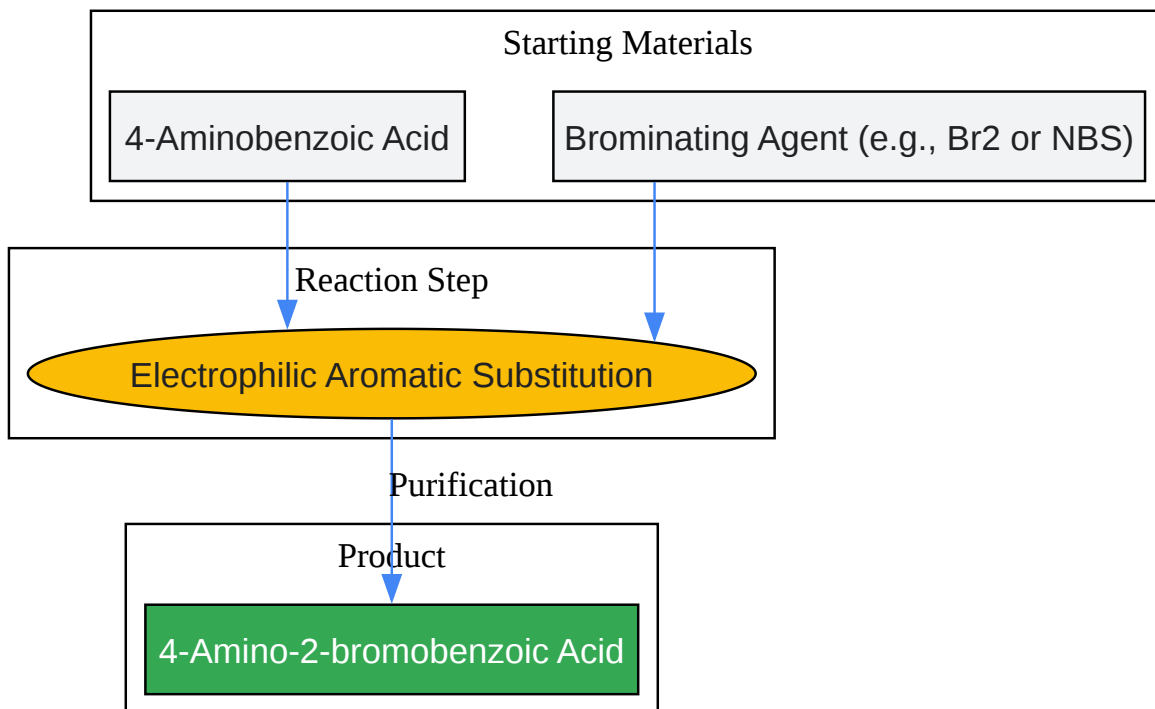 Starting Materials
4-Aminobenzoic Acid
Brominating Agent (e.g., Br2 or NBS)
Reaction Step
Electrophilic Aromatic Substitution
Purification
Product
4-Amino-2-bromobenzoic Acid